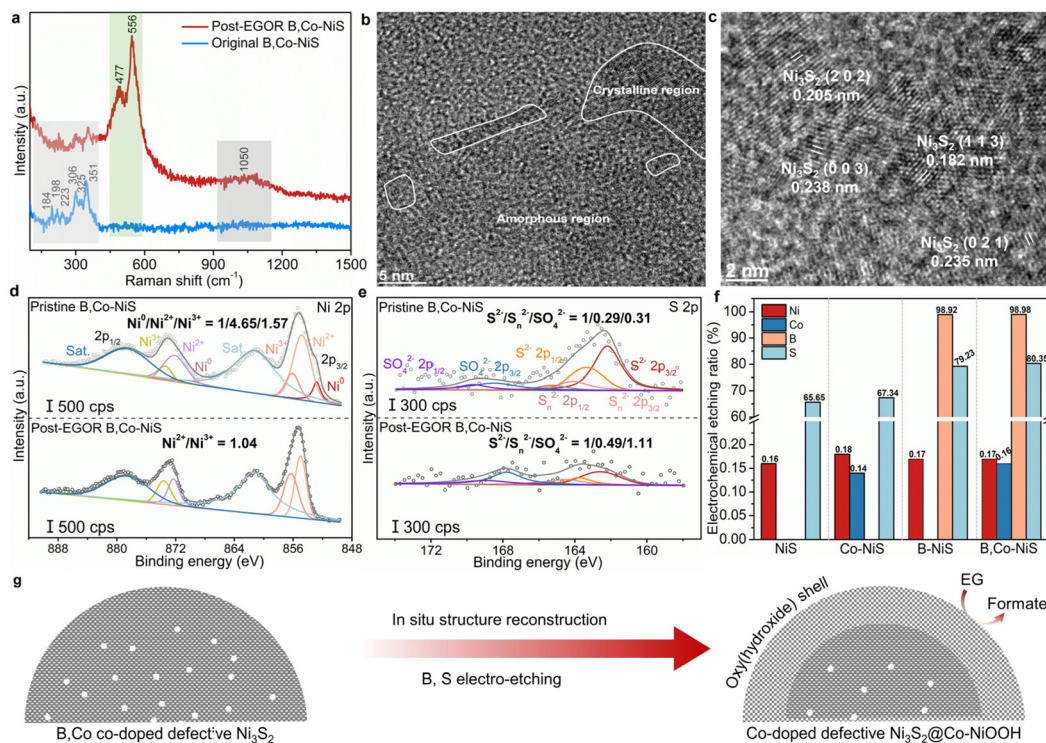 a
Post-EGOR B,Co-NiS
Original B,Co-NiS
556
477
1050
184
198
223
306
325
351
Intensity (a.u.)
300
600
900
1200
1500
Raman shift (cm⁻¹)
b
Crystalline region
Amorphous region
5 nm
c
Ni₃S₂ (2 0 2)
0.205 nm
Ni₃S₂ (1 1 3)
0.182 nm
Ni₃S₂ (0 0 3)
0.238 nm
Ni₃S₂ (0 2 1)
0.235 nm
2 nm
d
Pristine B,Co-NiS
Ni 2p
Ni⁰/Ni²⁺/Ni³⁺ = 1/4.65/1.57
Sat.
2p₁/₂
Ni³⁺
Ni²⁺
Ni⁰
Sat.
Ni³⁺
Ni²⁺
2p₃/₂
Ni⁰
I 500 cps
Post-EGOR B,Co-NiS
Ni²⁺/Ni³⁺ = 1.04
I 500 cps
Intensity (a.u.)
888 880 872 864 856 848
Binding energy (eV)
e
Pristine B,Co-NiS
S 2p
S²⁻/Sₙ²⁻/SO₄²⁻ = 1/0.29/0.31
SO₄²⁻ 2p₁/₂
SO₄²⁻ 2p₃/₂
S²⁻ 2p₁/₂
S²⁻ 2p₃/₂
Sₙ²⁻ 2p₁/₂
Sₙ²⁻ 2p₃/₂
I 300 cps
Post-EGOR B,Co-NiS
S²⁻/Sₙ²⁻/SO₄²⁻ = 1/0.49/1.11
I 300 cps
Intensity (a.u.)
172 168 164 160
Binding energy (eV)
f
Ni
Co
B
S
98.92
98.98
79.23
80.35
65.65
67.34
0.16
0.18
0.14
0.17
0.17
0.16
Electrochemical etching ratio (%)
100
90
80
70
60
0.20
0.15
0.10
0.05
0.00
NiS Co-NiS B-NiS B,Co-NiS
g
B,Co co-doped defective Ni₃S₂
In situ structure reconstruction
B, S electro-etching
Oxy(hydroxide) shell
EG
Formate
Co-doped defective Ni₃S₂@Co-NiOOH